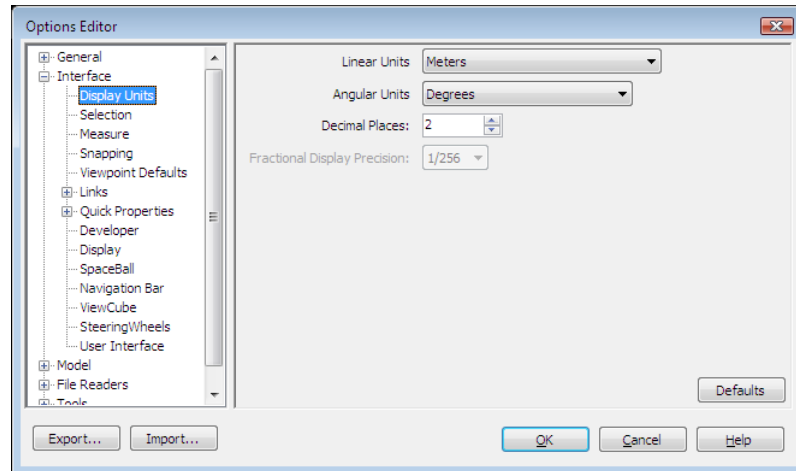 Options Editor
General
Interface
Display Units
Selection
Measure
Snapping
Viewpoint Defaults
Links
Quick Properties
Developer
Display
SpaceBall
Navigation Bar
ViewCube
SteeringWheels
User Interface
Model
File Readers
Tools
Linear Units Meters
Angular Units Degrees
Decimal Places: 2
Fractional Display Precision: 1/256
Defaults
Export... Import... OK Cancel Help